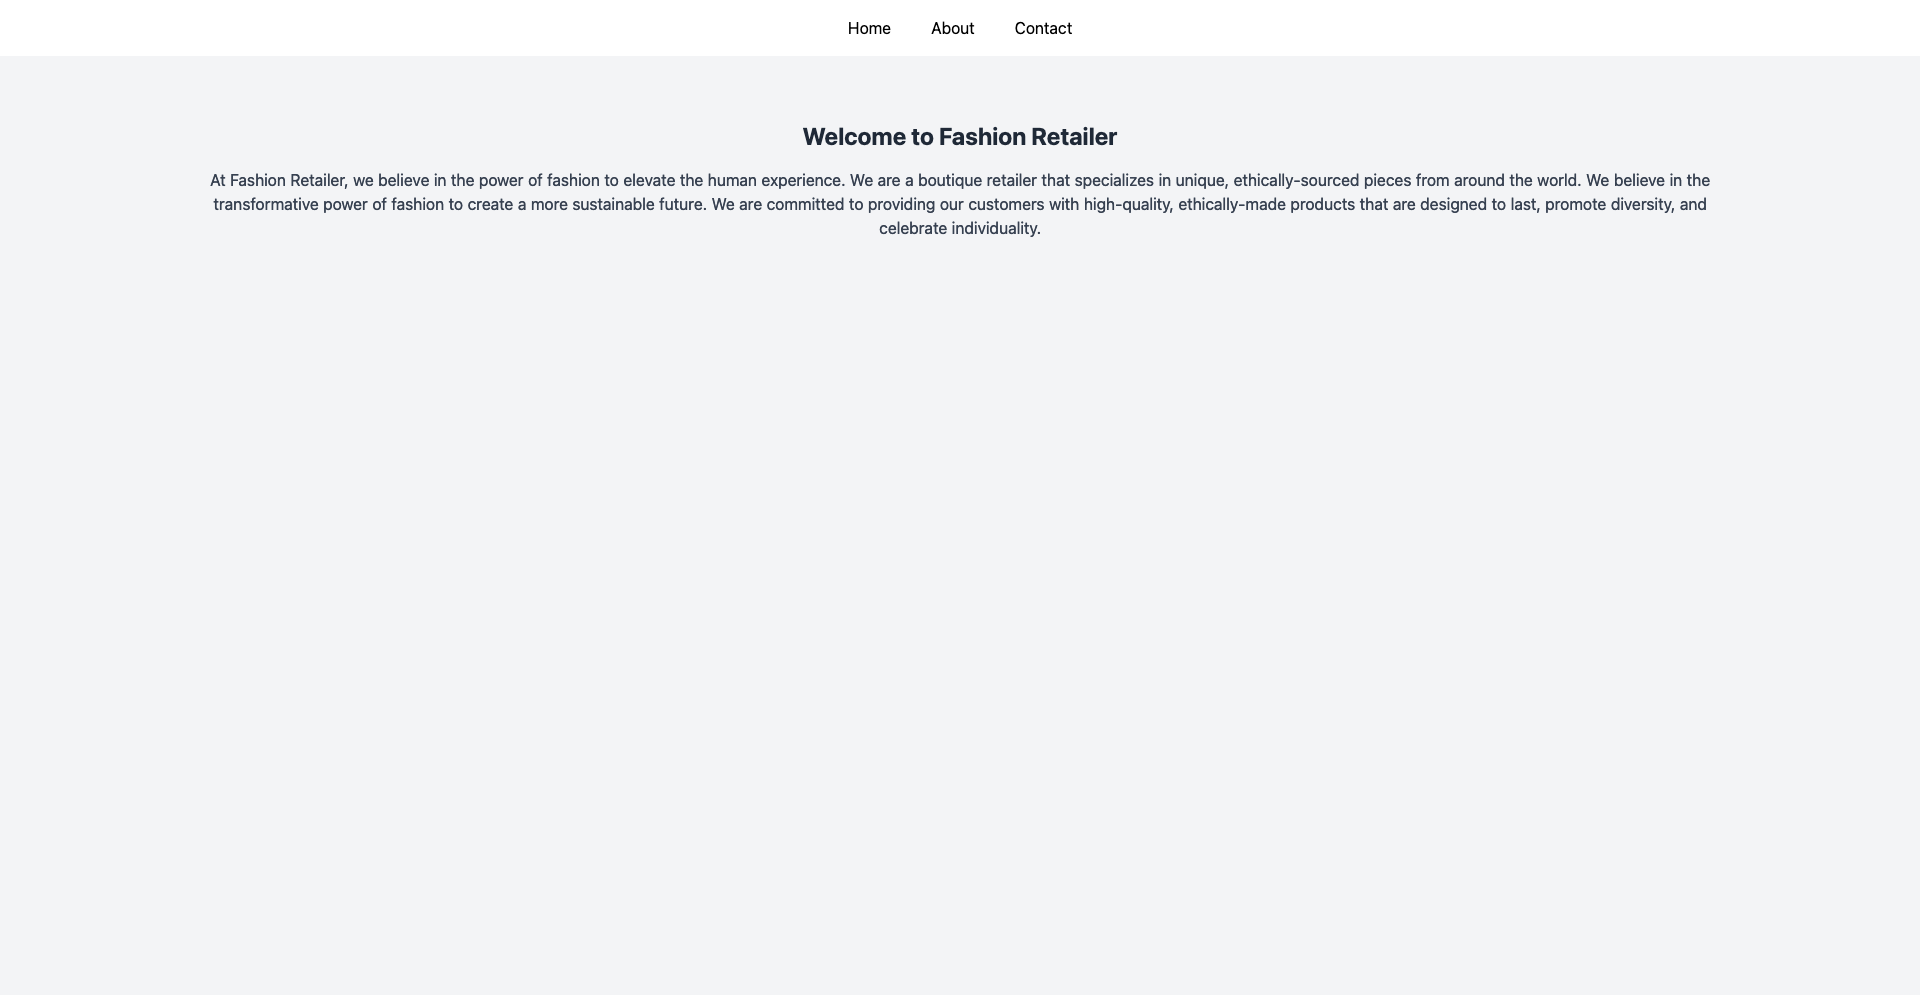 Home About Contact
Welcome to Fashion Retailer
At Fashion Retailer, we believe in the power of fashion to elevate the human experience. We are a boutique retailer that specializes in unique, ethically-sourced pieces from around the world. We believe in the
transformative power of fashion to create a more sustainable future. We are committed to providing our customers with high-quality, ethically-made products that are designed to last, promote diversity, and
celebrate individuality.